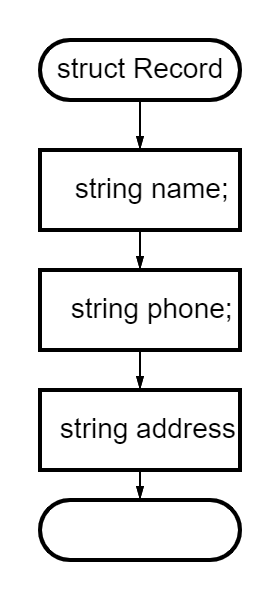 struct Record
string name;
string phone;
string address